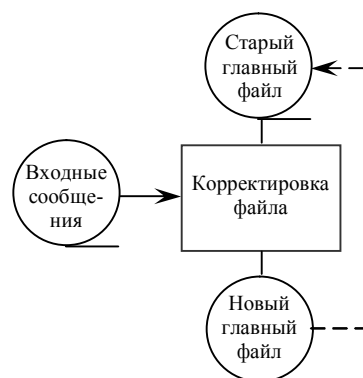 Старый
главный
файл
Входные
сообще-
ния
Корректировка
файла
Новый
главный
файл